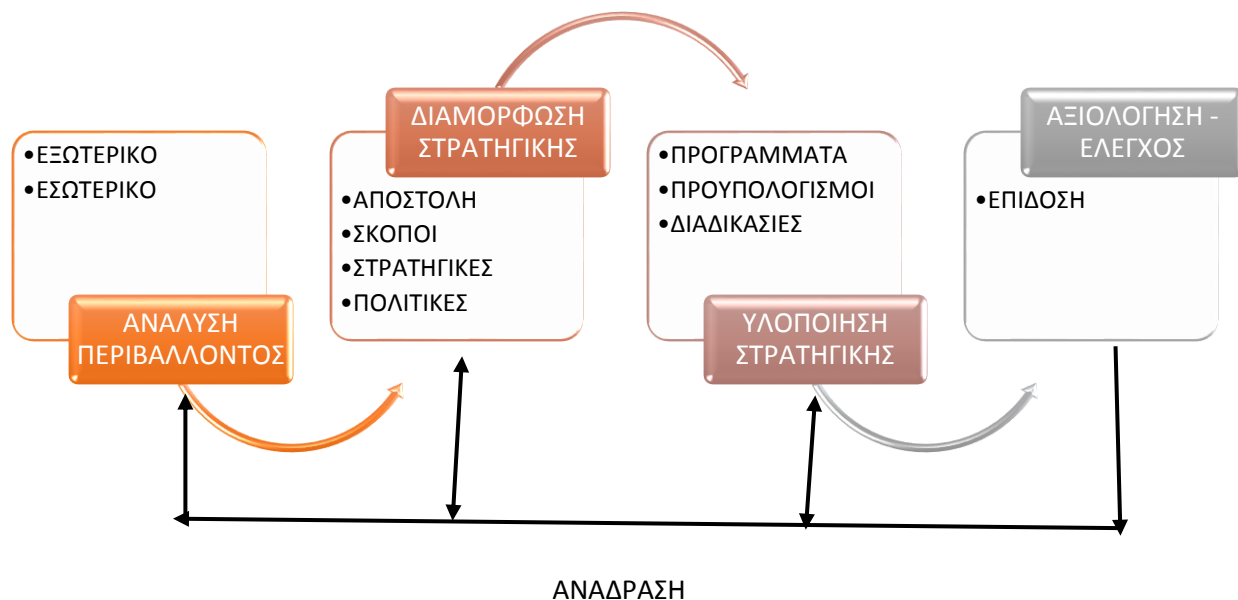 •ΕΞΩΤΕΡΙΚΟ
•ΕΣΩΤΕΡΙΚΟ
ΑΝΑΛΥΣΗ
ΠΕΡΙΒΑΛΛΟΝΤΟΣ
ΔΙΑΜΟΡΦΩΣΗ
ΣΤΡΑΤΗΓΙΚΗΣ
•ΑΠΟΣΤΟΛΗ
•ΣΚΟΠΟΙ
•ΣΤΡΑΤΗΓΙΚΕΣ
•ΠΟΛΙΤΙΚΕΣ
•ΠΡΟΓΡΑΜΜΑΤΑ
•ΠΡΟΥΠΟΛΟΓΙΣΜΟΙ
•ΔΙΑΔΙΚΑΣΙΕΣ
ΥΛΟΠΟΙΗΣΗ
ΣΤΡΑΤΗΓΙΚΗΣ
ΑΞΙΟΛΟΓΗΣΗ -
ΕΛΕΓΧΟΣ
•ΕΠΙΔΟΣΗ
ΑΝΑΔΡΑΣΗ